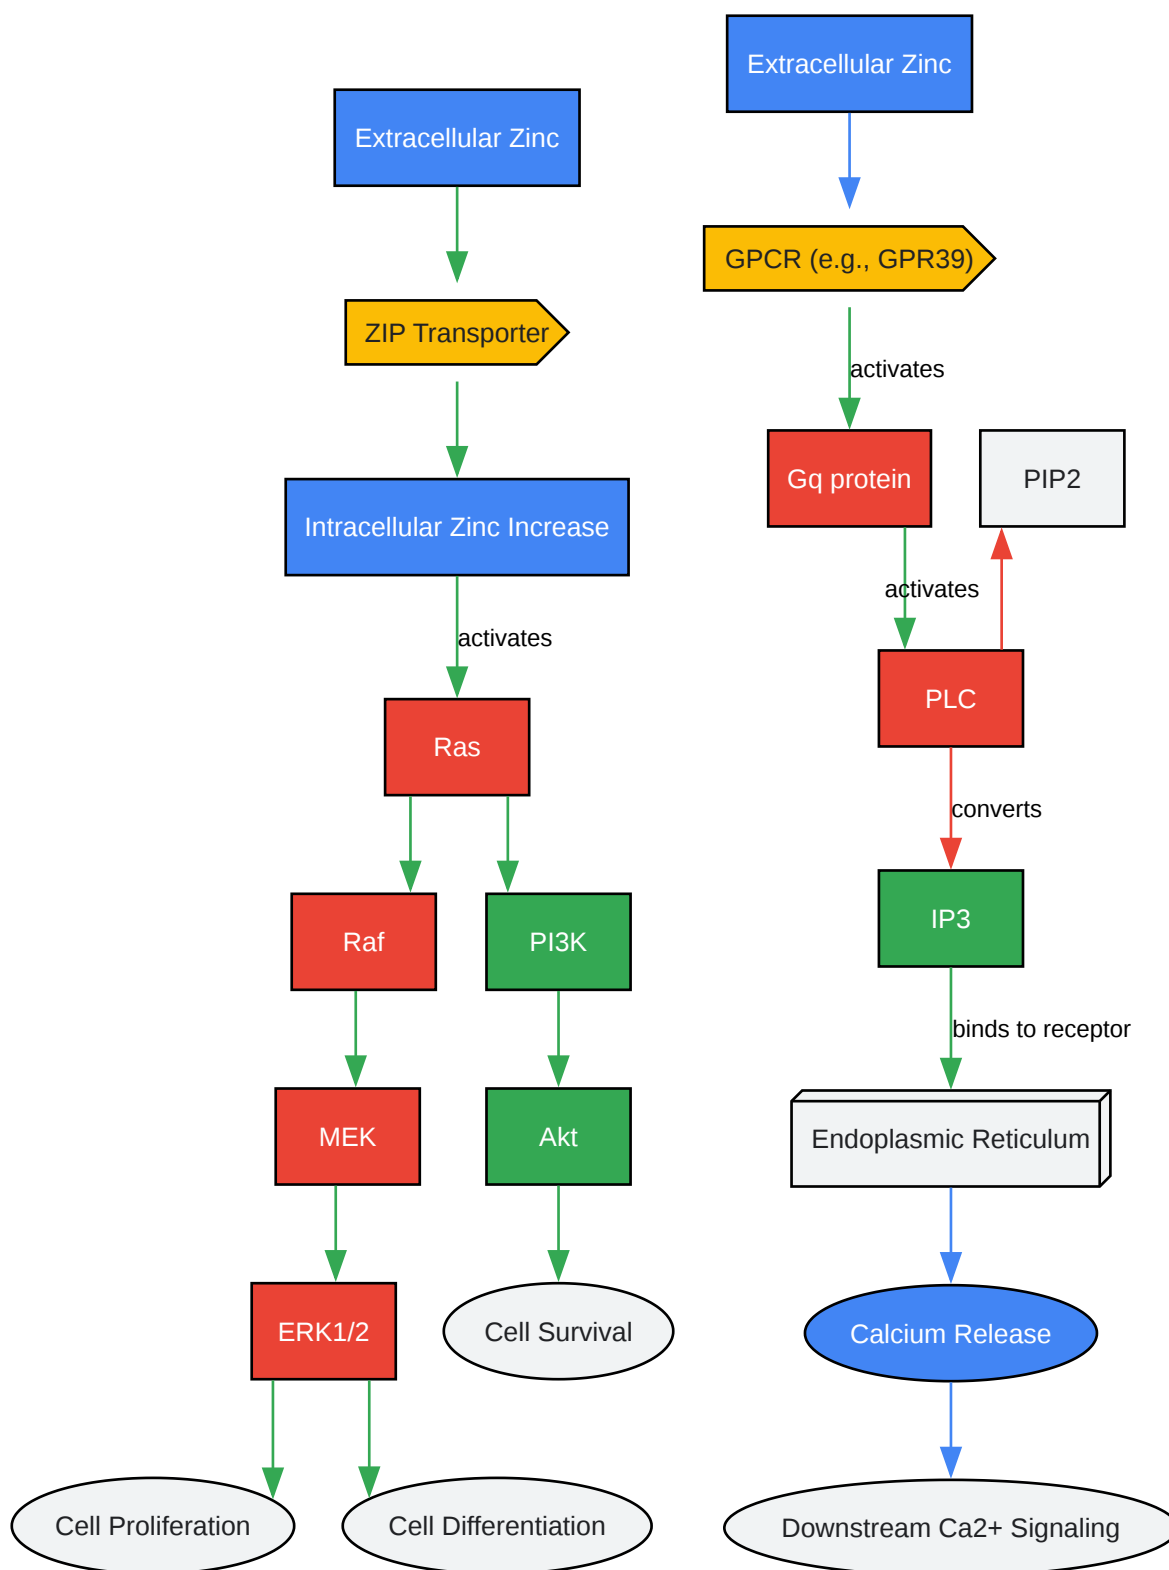 Extracellular Zinc
ZIP Transporter
Intracellular Zinc Increase
activates
Ras
Raf
PI3K
MEK
Akt
ERK1/2
Cell Survival
Cell Proliferation
Cell Differentiation
Extracellular Zinc
GPCR (e.g., GPR39)
activates
Gq protein
PIP2
activates
PLC
converts
IP3
binds to receptor
Endoplasmic Reticulum
Calcium Release
Downstream Ca2+ Signaling